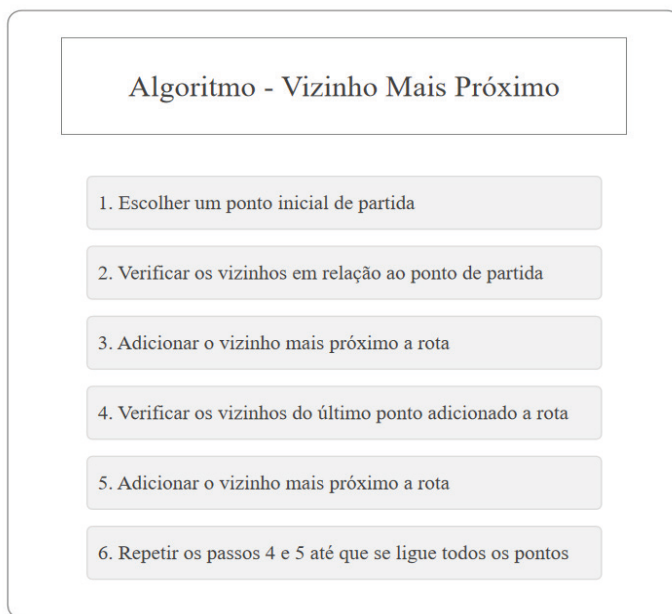 Algoritmo - Vizinho Mais Próximo
1. Escolher um ponto inicial de partida
2. Verificar os vizinhos em relação ao ponto de partida
3. Adicionar o vizinho mais próximo a rota
4. Verificar os vizinhos do último ponto adicionado a rota
5. Adicionar o vizinho mais próximo a rota
6. Repetir os passos 4 e 5 até que se ligue todos os pontos